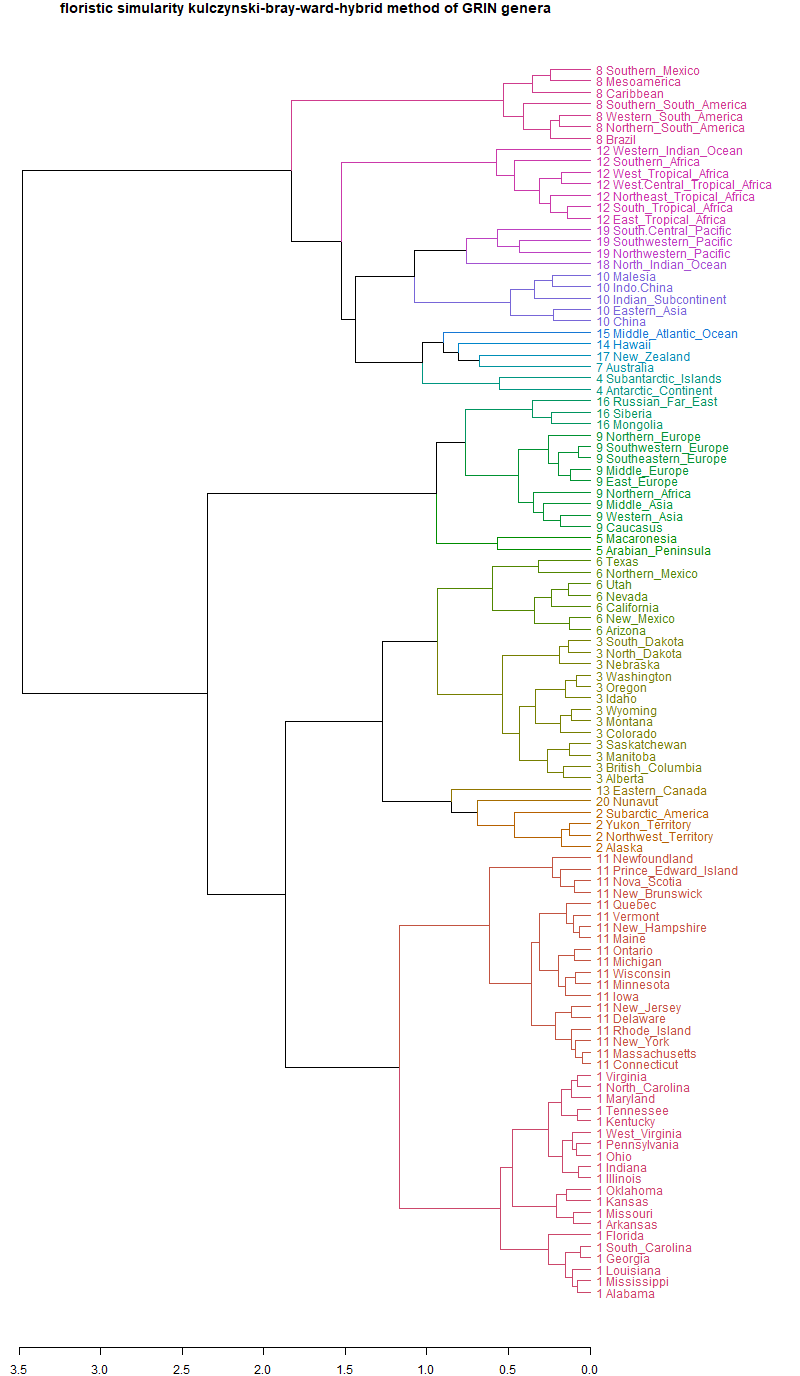 floristic simularity kulczynski-bray-ward-hybrid method of GRIN genera
8 Southern_Mexico
8 Mesoamerica
8 Caribbean
8 Southern_South_America
8 Western_South_America
8 Northern_South_America
8 Brazil
12 Western_Indian_Ocean
12 Southern_Africa
12 West_Tropical_Africa
12 West.Central_Tropical_Africa
12 Northeast_Tropical_Africa
12 South_Tropical_Africa
12 East_Tropical_Africa
19 South.Central_Pacific
19 Southwestern_Pacific
19 Northwestern_Pacific
18 North_Indian_Ocean
10 Malesia
10 Indo.China
10 Indian_Subcontinent
10 Eastern_Asia
10 China
15 Middle_Atlantic_Ocean
14 Hawaii
17 New_Zealand
7 Australia
4 Subantarctic_Islands
4 Antarctic_Continent
16 Russian_Far_East
16 Siberia
16 Mongolia
9 Northern_Europe
9 Southwestern_Europe
9 Southeastern_Europe
9 Middle_Europe
9 East_Europe
9 Northern_Africa
9 Middle_Asia
9 Western_Asia
9 Caucasus
5 Macaronesia
5 Arabian_Peninsula
6 Texas
6 Northern_Mexico
6 Utah
6 Nevada
6 California
6 New_Mexico
6 Arizona
3 South_Dakota
3 North_Dakota
3 Nebraska
3 Washington
3 Oregon
3 Idaho
3 Wyoming
3 Montana
3 Colorado
3 Saskatchewan
3 Manitoba
3 British_Columbia
3 Alberta
13 Eastern_Canada
20 Nunavut
2 Subarctic_America
2 Yukon_Territory
2 Northwest_Territory
2 Alaska
11 Newfoundland
11 Prince_Edward_Island
11 Nova_Scotia
11 New_Brunswick
11 Quebec
11 Vermont
11 New_Hampshire
11 Maine
11 Ontario
11 Michigan
11 Wisconsin
11 Minnesota
11 Iowa
11 New_Jersey
11 Delaware
11 Rhode_Island
11 New_York
11 Massachusetts
11 Connecticut
1 Virginia
1 North_Carolina
1 Maryland
1 Tennessee
1 Kentucky
1 West_Virginia
1 Pennsylvania
1 Ohio
1 Indiana
1 Illinois
1 Oklahoma
1 Kansas
1 Missouri
1 Arkansas
1 Florida
1 South_Carolina
1 Georgia
1 Louisiana
1 Mississippi
1 Alabama
3.5 3.0 2.5 2.0 1.5 1.0 0.5 0.0